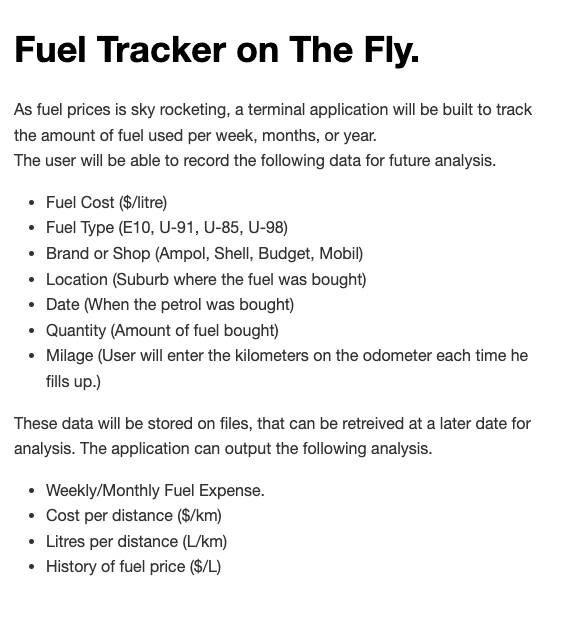 Fuel Tracker on The Fly.
As fuel prices is sky rocketing, a terminal application will be built to track
the amount of fuel used per week, months, or year.
The user will be able to record the following data for future analysis.
• Fuel Cost ($/litre)
• Fuel Type (E10, U-91, U-85, U-98)
• Brand or Shop (Ampol, Shell, Budget, Mobil)
• Location (Suburb where the fuel was bought)
• Date (When the petrol was bought)
• Quantity (Amount of fuel bought)
• Milage (User will enter the kilometers on the odometer each time he
fills up.)
These data will be stored on files, that can be retreived at a later date for
analysis. The application can output the following analysis.
• Weekly/Monthly Fuel Expense.
• Cost per distance ($/km)
• Litres per distance (L/km)
• History of fuel price ($/L)